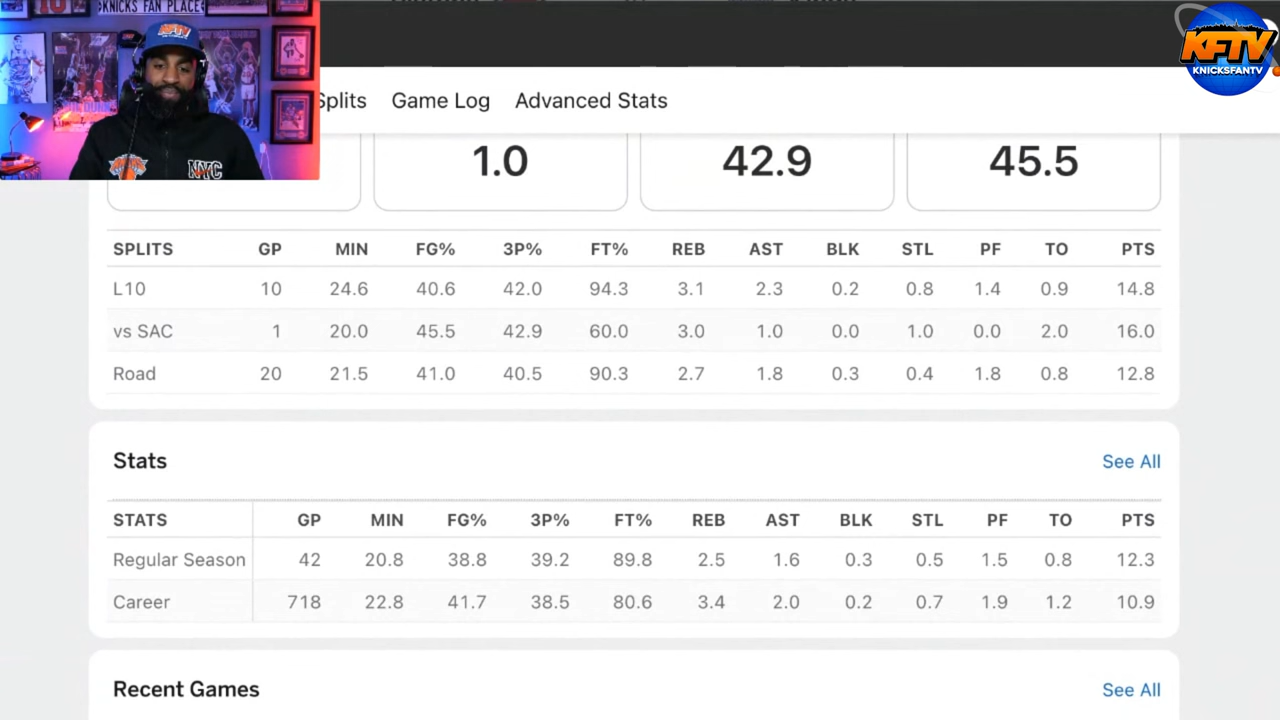 KNICKS FAN PLACE
KFTV
NYC
KFTV
KNICKSFANTV
Splits Game Log Advanced Stats
1.0 42.9 45.5
SPLITS GP MIN FG% 3P% FT% REB AST BLK STL PF TO PTS
L10 10 24.6 40.6 42.0 94.3 3.1 2.3 0.2 0.8 1.4 0.9 14.8
vs SAC 1 20.0 45.5 42.9 60.0 3.0 1.0 0.0 1.0 0.0 2.0 16.0
Road 20 21.5 41.0 40.5 90.3 2.7 1.8 0.3 0.4 1.8 0.8 12.8
Stats See All
STATS GP MIN FG% 3P% FT% REB AST BLK STL PF TO PTS
Regular Season 42 20.8 38.8 39.2 89.8 2.5 1.6 0.3 0.5 1.5 0.8 12.3
Career 718 22.8 41.7 38.5 80.6 3.4 2.0 0.2 0.7 1.9 1.2 10.9
Recent Games See All